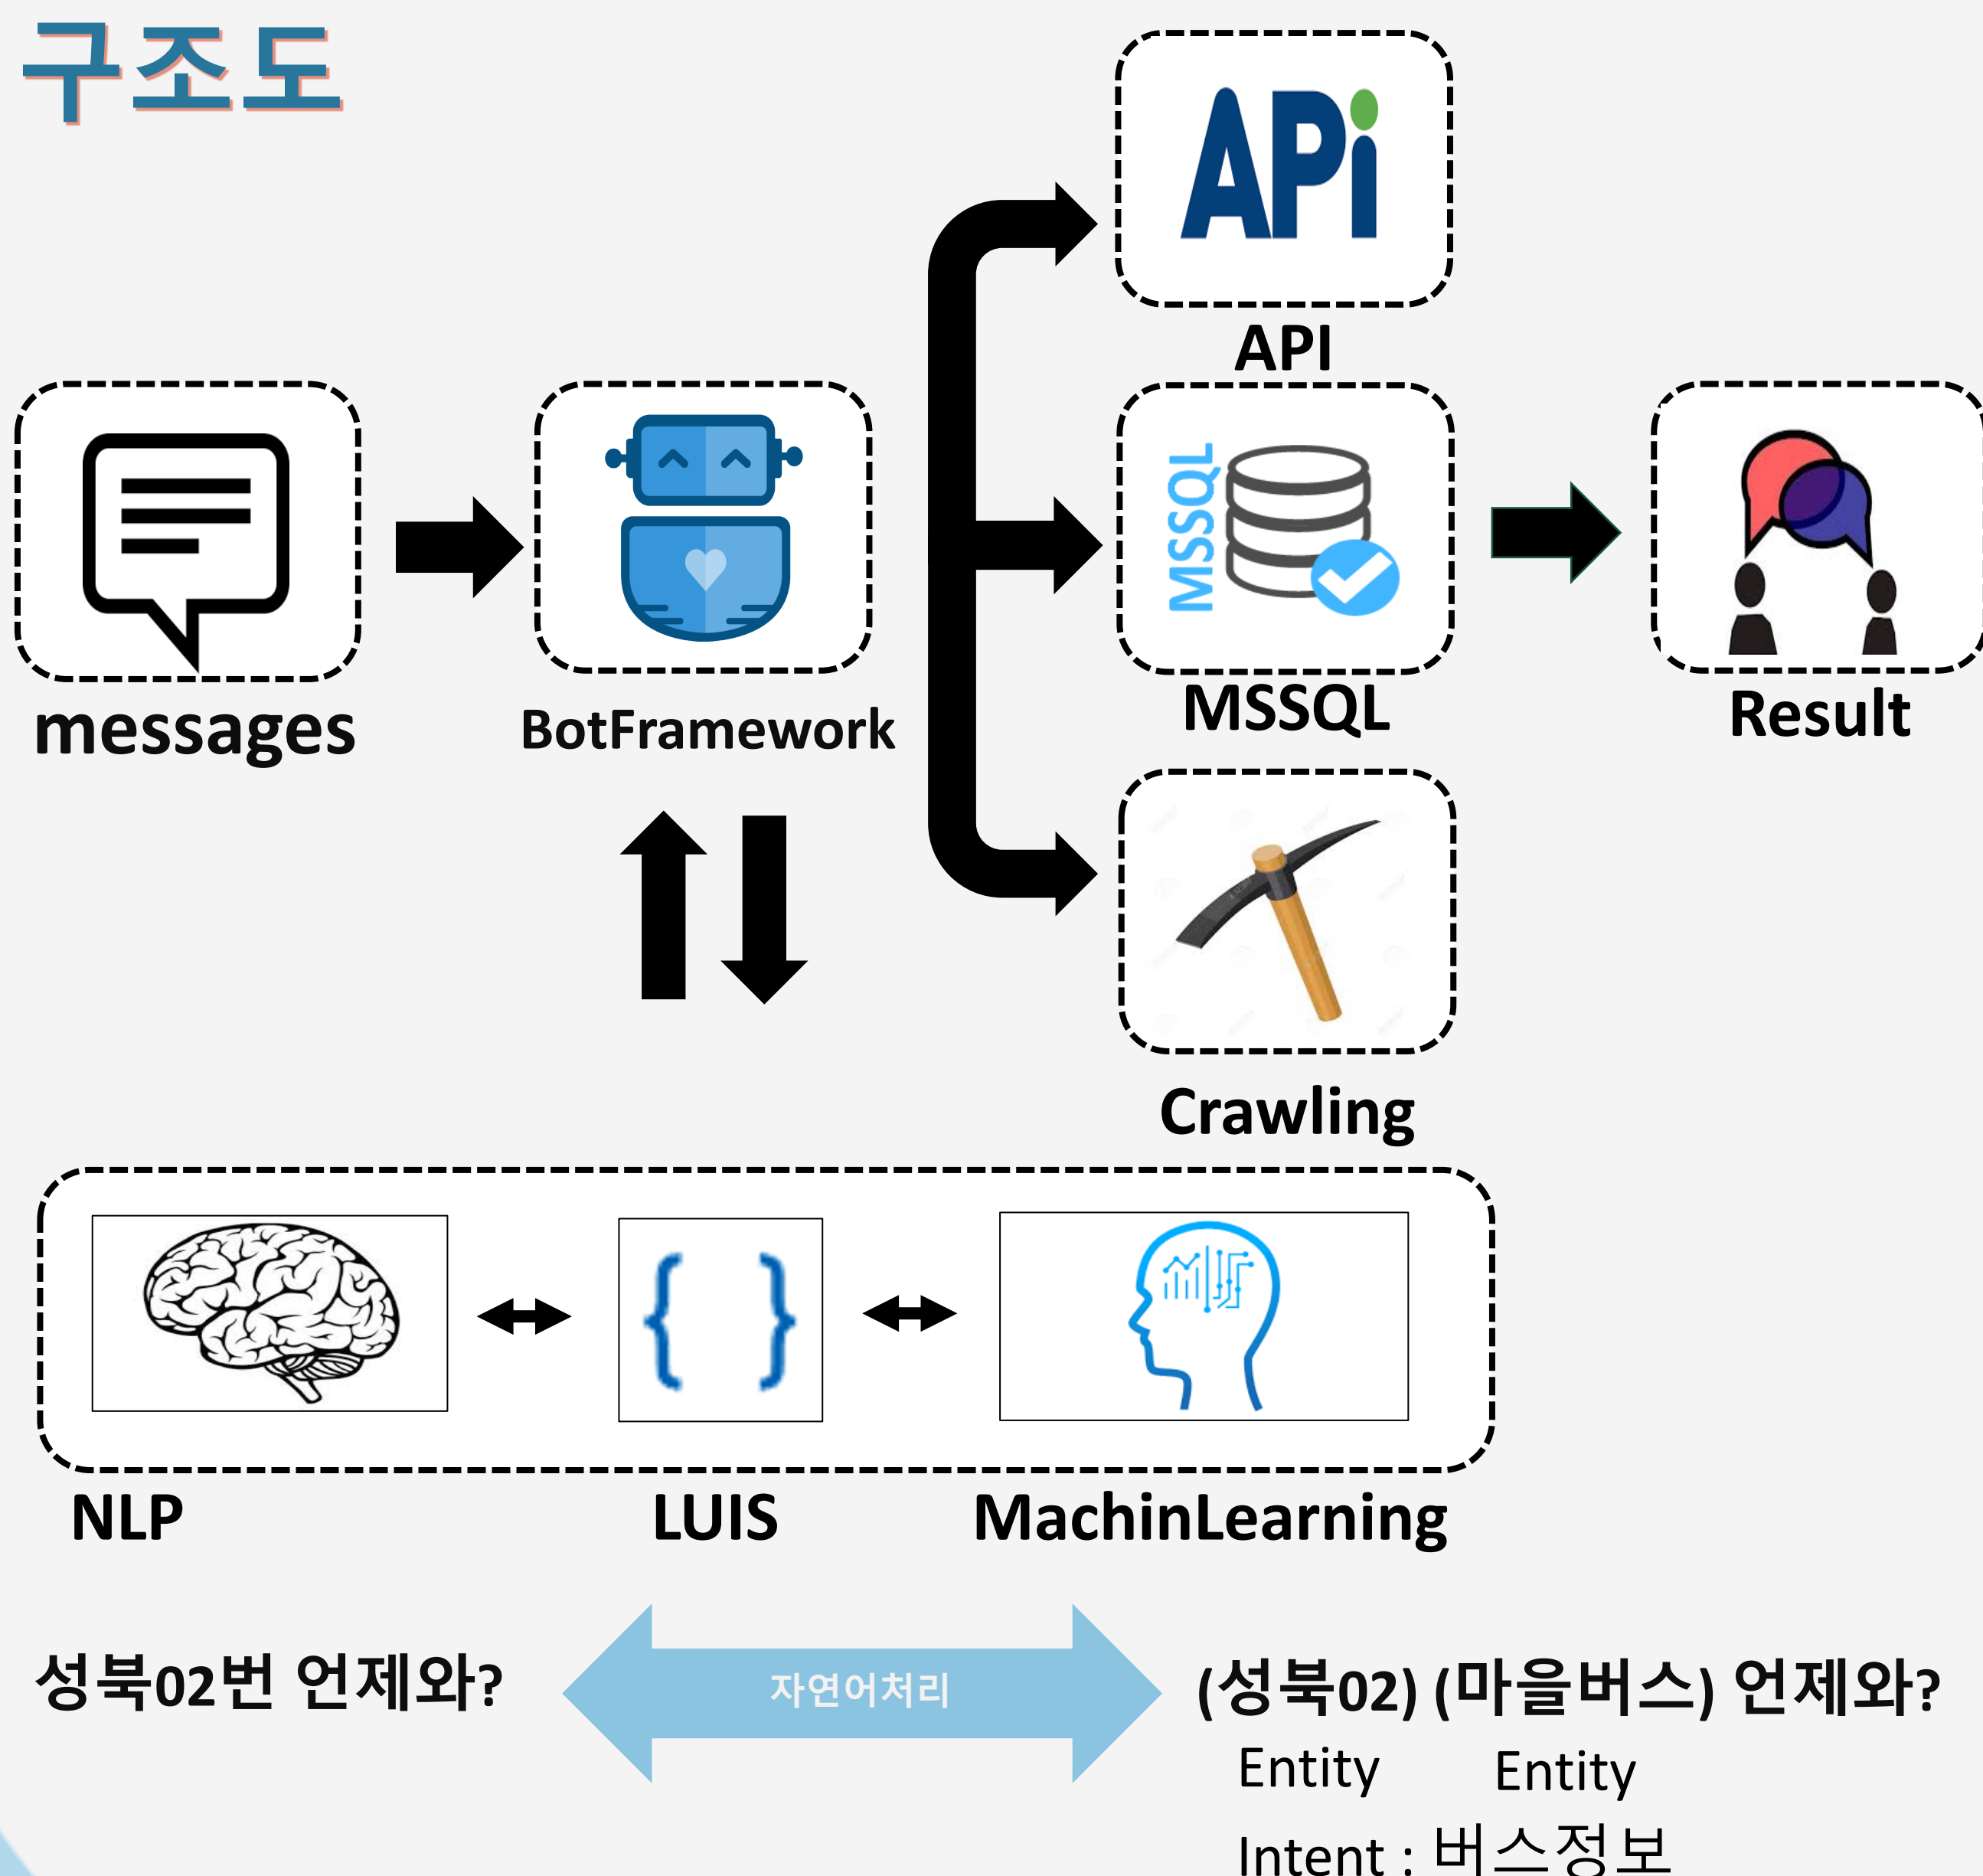 구조도
APi
API
messages
BotFramework
MSSQL
MSSQL
Result
Crawling
NLP
LUIS
MachinLearning
성북02번 언제와?
자연어처리
(성북02) (마을버스) 언제와?
Entity Entity
Intent : 버스정보